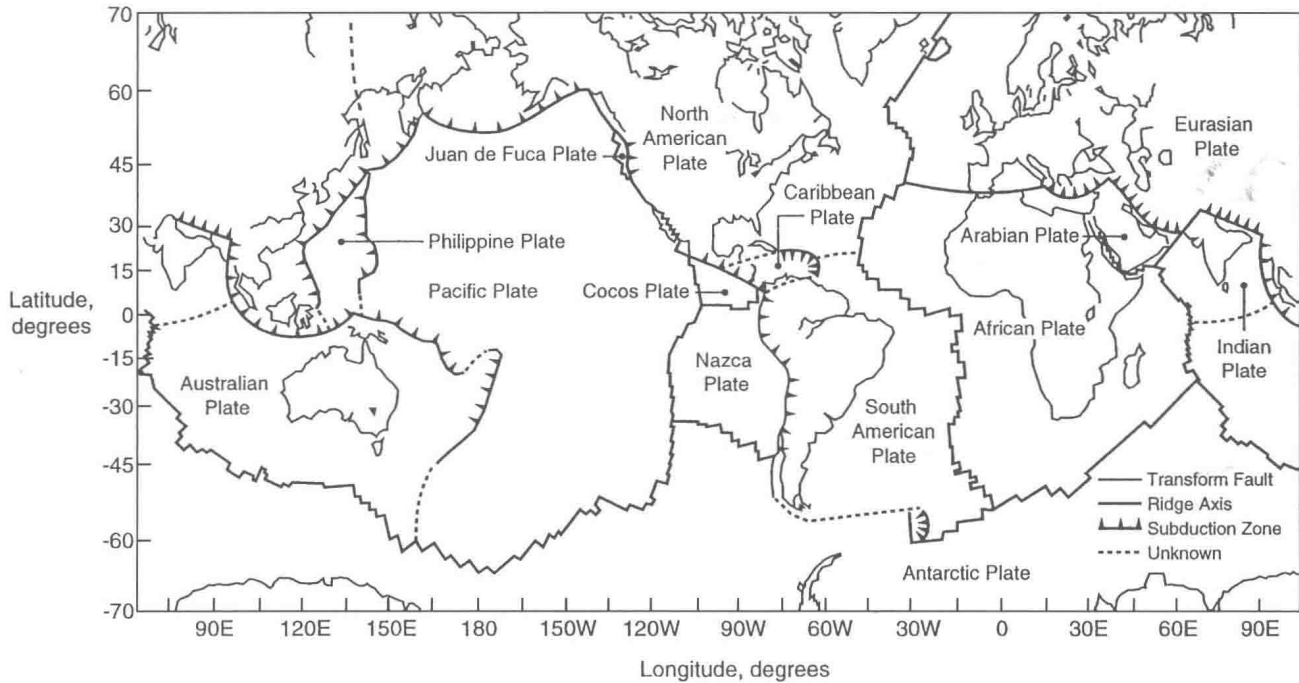 70
60
45
30
15
0
-15
-30
-45
-60
-70
Latitude,
degrees
North
American
Plate
Juan de Fuca Plate
Eurasian
Plate
Caribbean
Plate
Philippine Plate
Arabian Plate
Pacific Plate
Cocos Plate
African Plate
Nazca
Plate
Indian
Plate
Australian
Plate
South
American
Plate
Transform Fault
Ridge Axis
Subduction Zone
Unknown
Antarctic Plate
90E 120E 150E 180 150W 120W 90W 60W 30W 0 30E 60E 90E
Longitude, degrees